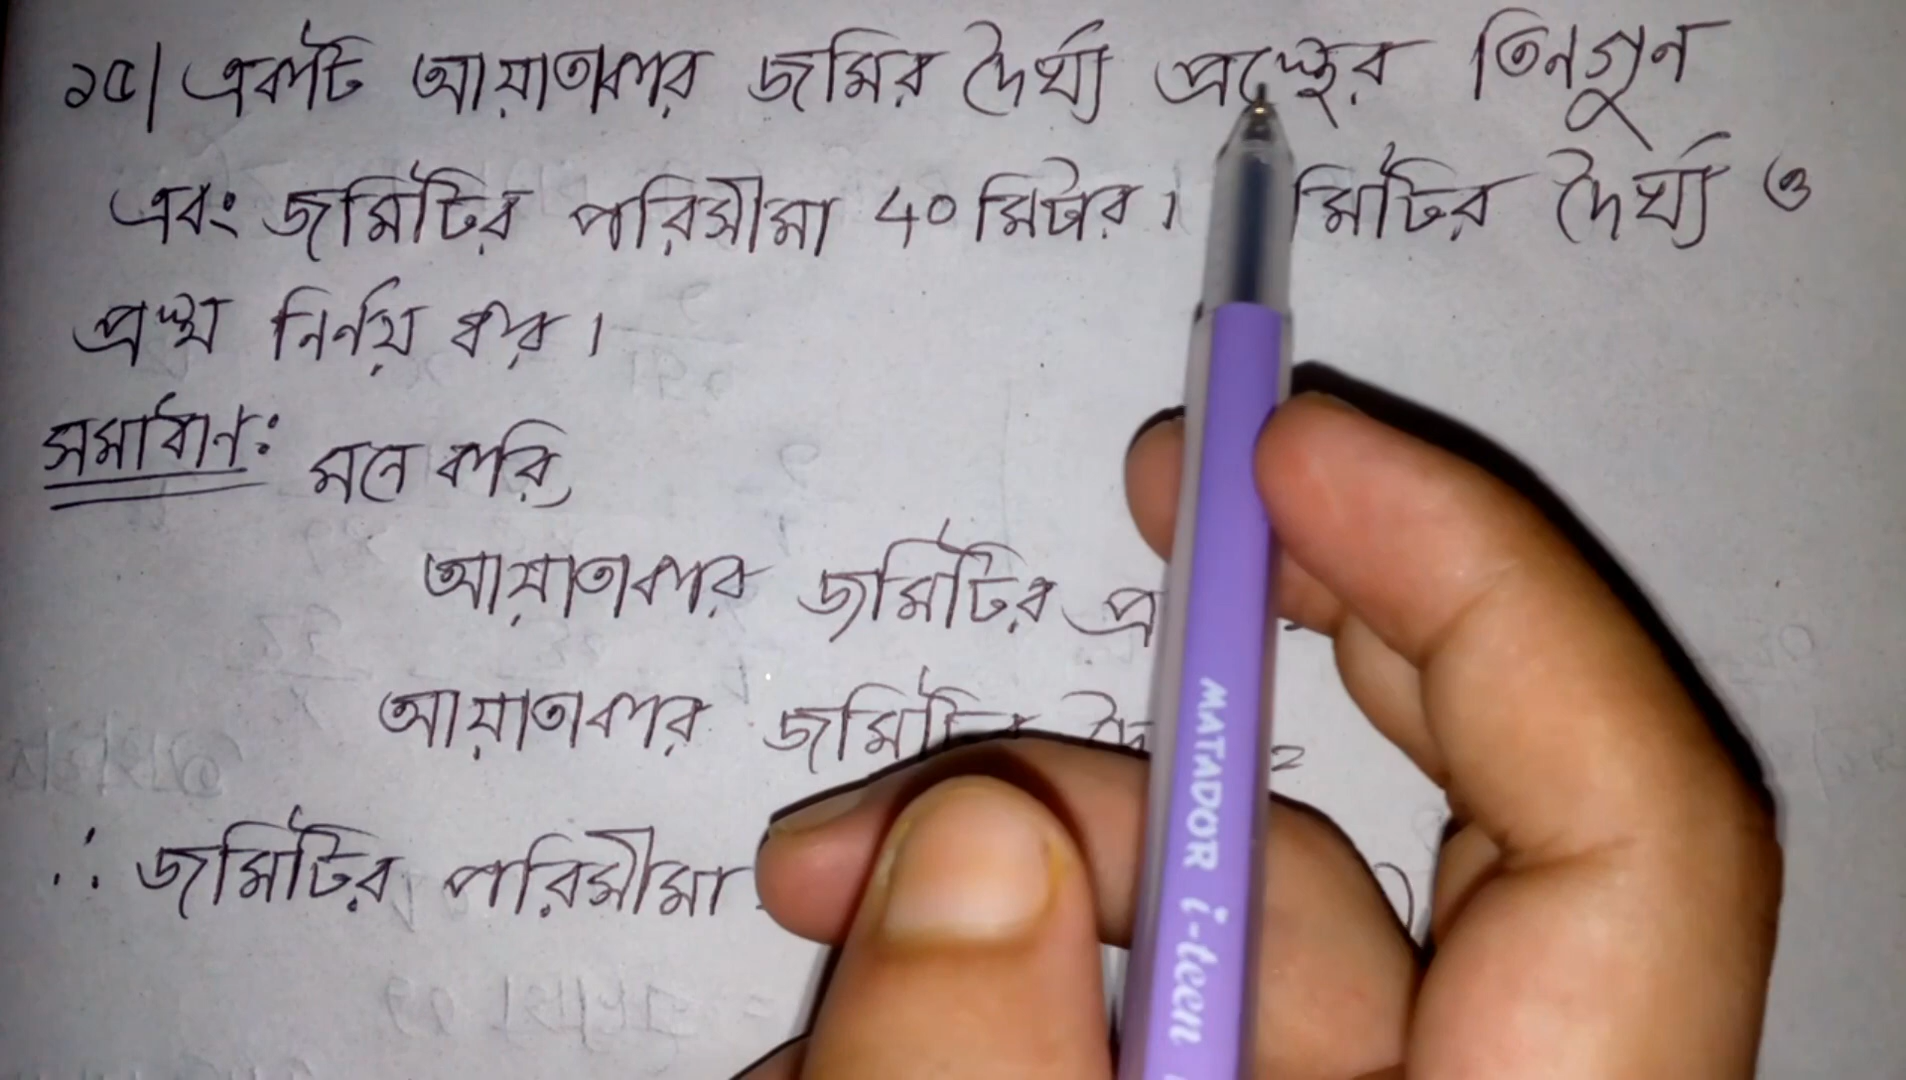 ১৫| একটি আয়াতাকার জমির দৈর্ঘ্য প্রস্থের তিনগুন
এবং জমিটির পরিসীমা 40 মিটার। মিটির দৈর্ঘ্য ও
প্রস্থ নির্ণয় কর।
সমাধাণ: মনে করি,
আয়াতাকার জমিটির প্র
আয়াতাকার জমিটির দৈ =
∴ জমিটির পরিসীমা )
MATADOR i-teen